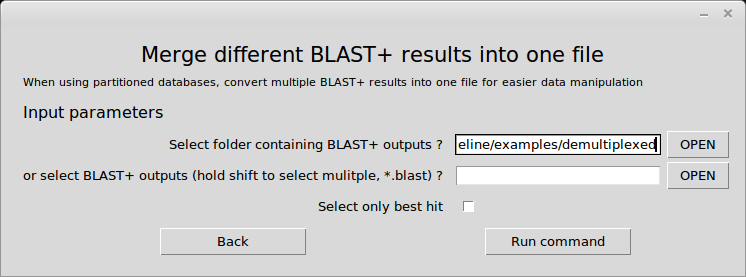 Merge different BLAST+ results into one file
When using partitioned databases, convert multiple BLAST+ results into one file for easier data manipulation
Input parameters
Select folder containing BLAST+ outputs ? eline/examples/demultiplexed OPEN
or select BLAST+ outputs (hold shift to select mulitple, *.blast) ? OPEN
Select only best hit
Back Run command